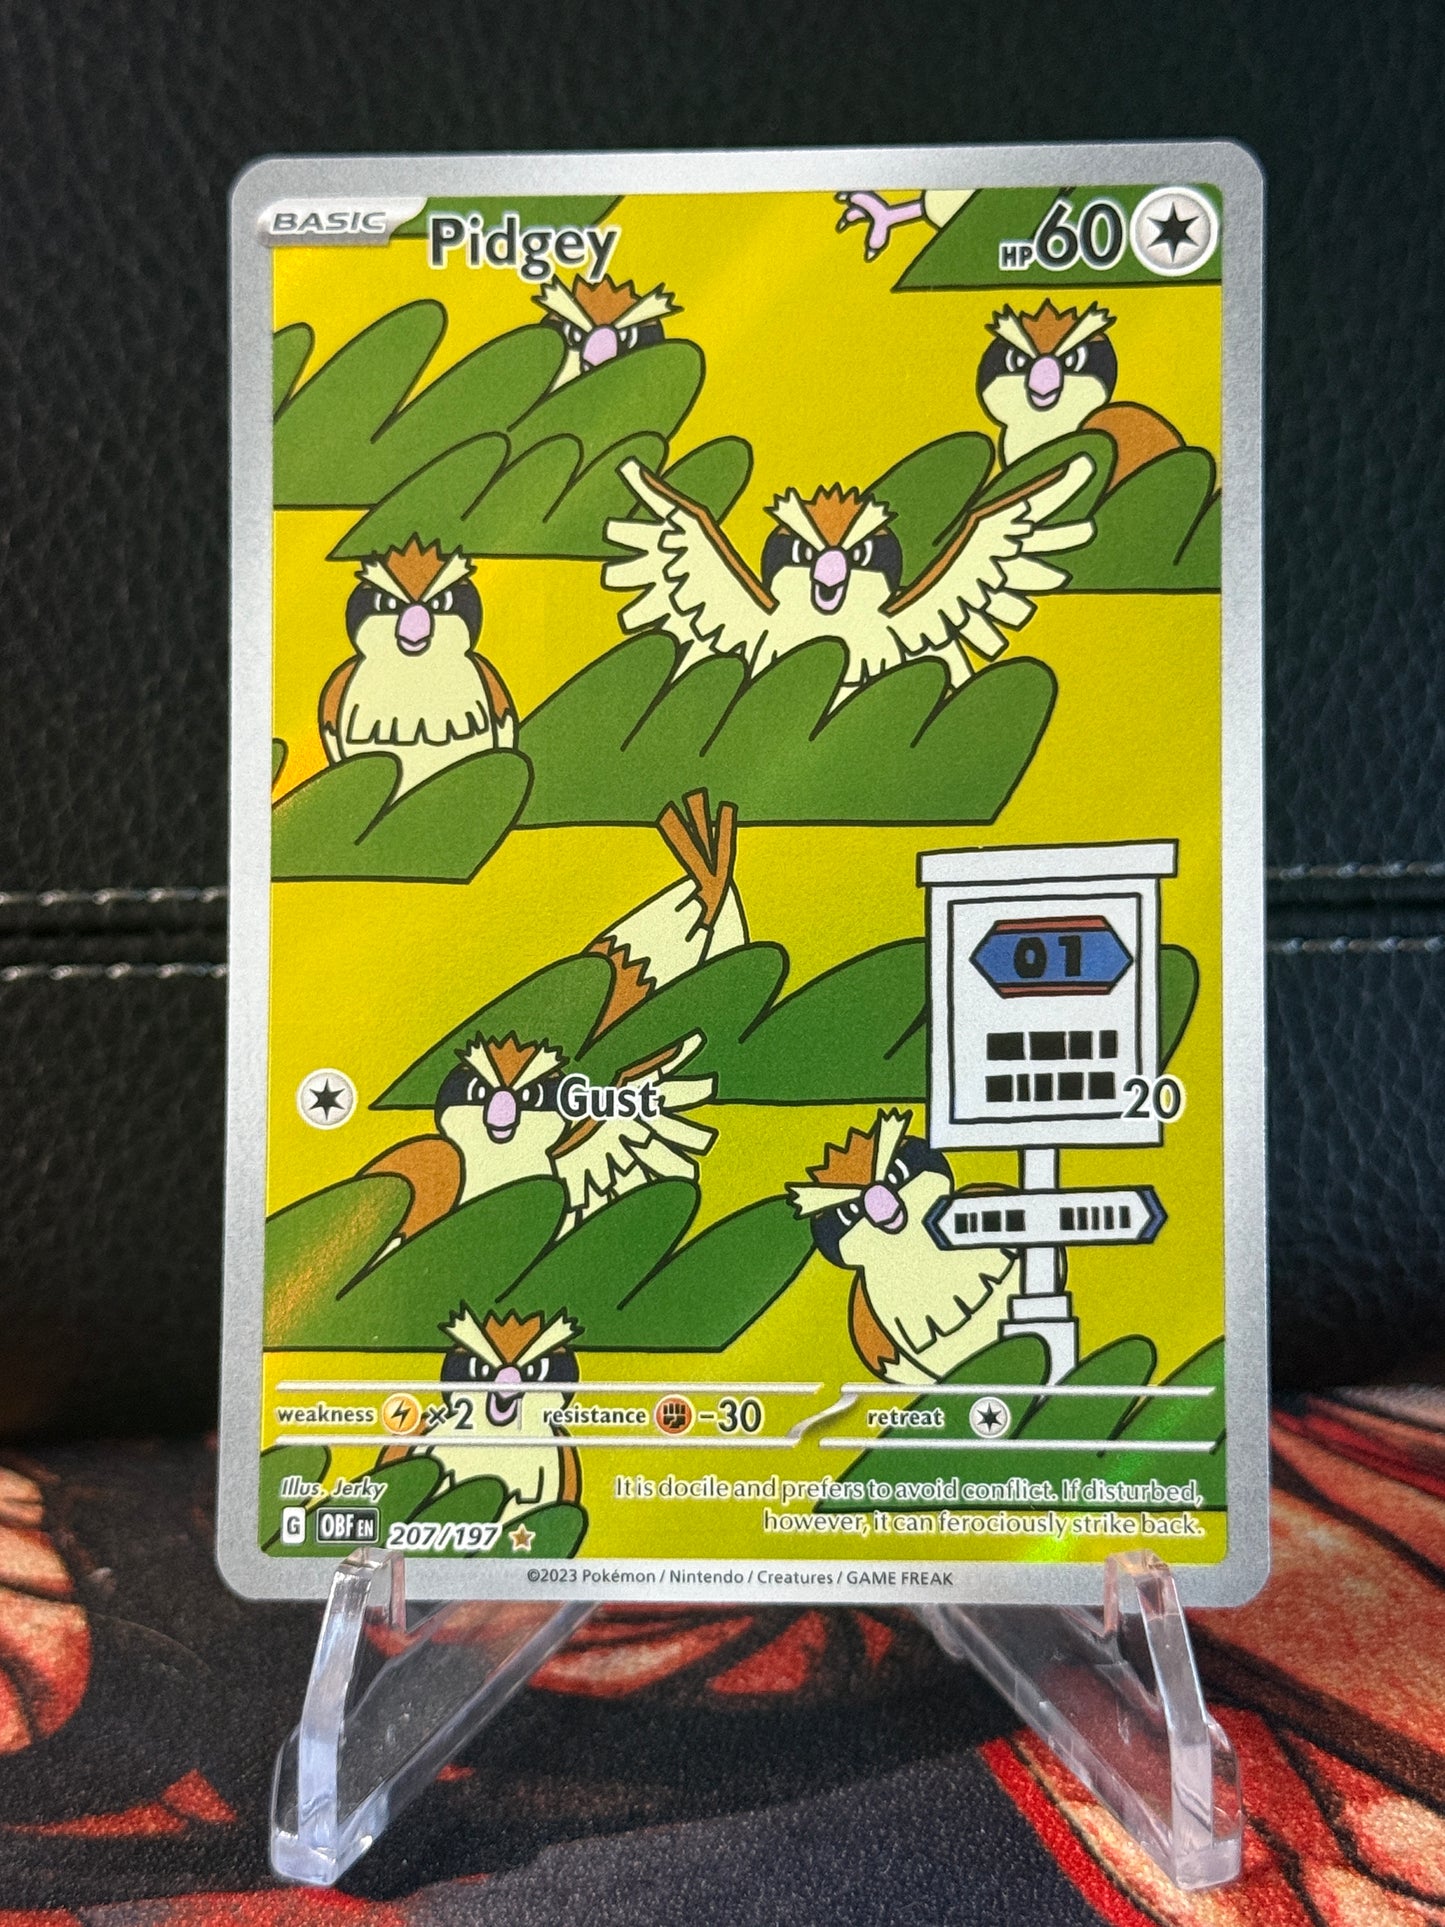 BASIC Pidgey HP 60
01
Gust 20
weakness ×2 resistance -30 retreat
Illus. Jerky
It is docile and prefers to avoid conflict. If disturbed,
however, it can ferociously strike back.
G OBF EN 207/197
©2023 Pokémon / Nintendo / Creatures / GAME FREAK